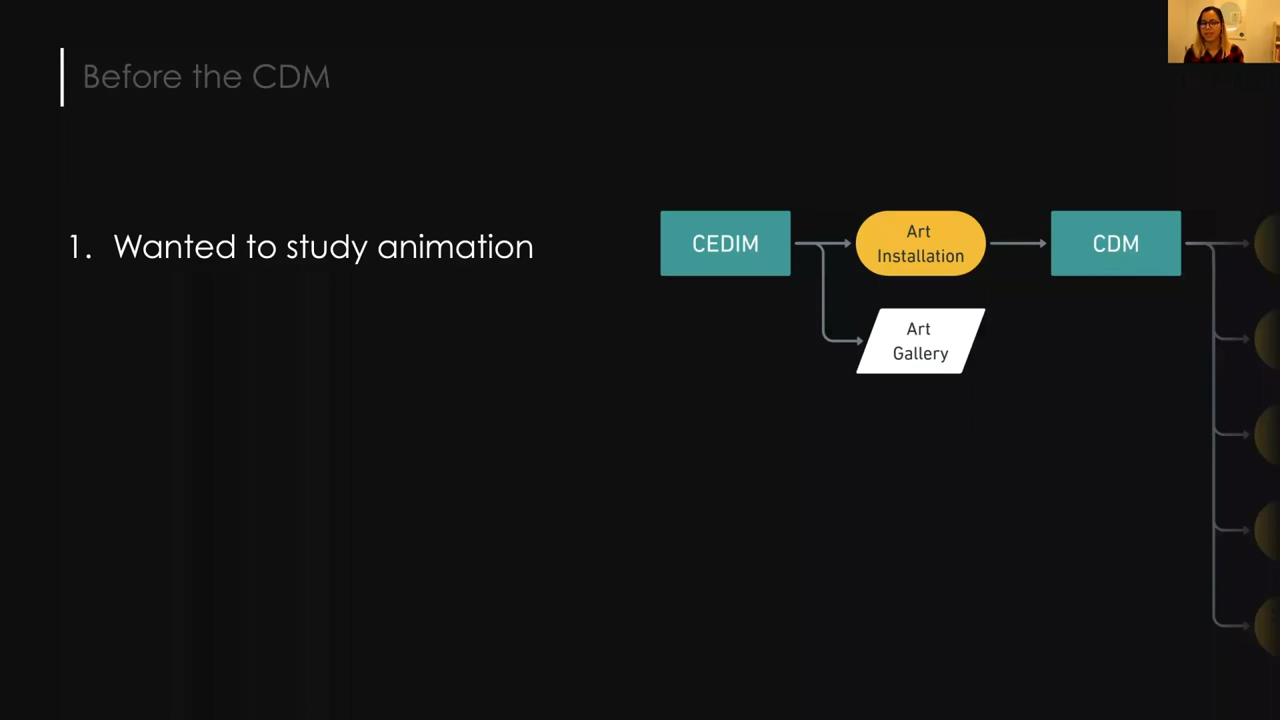 Before the CDM
1. Wanted to study animation
CEDIM
Art
Installation
CDM
Art
Gallery